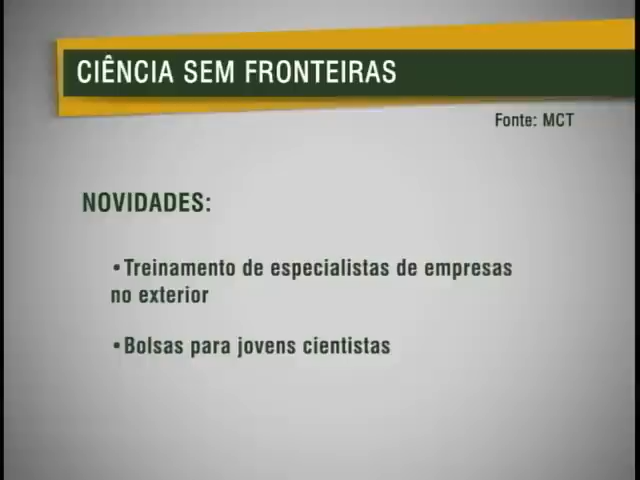 CIÊNCIA SEM FRONTEIRAS
Fonte: MCT
NOVIDADES:
•Treinamento de especialistas de empresas
no exterior
•Bolsas para jovens cientistas